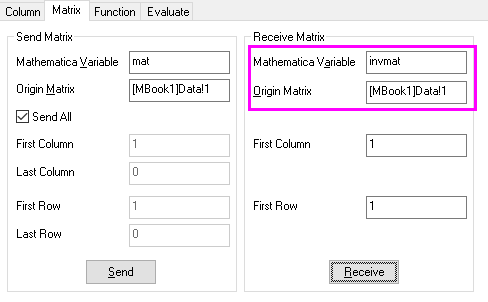 Column Matrix Function Evaluate
Send Matrix
Mathematica Variable mat
Origin Matrix [MBook1]Data!1
Send All
First Column 1
Last Column 0
First Row 1
Last Row 0
Send
Receive Matrix
Mathematica Variable invmat
Origin Matrix [MBook1]Data!1
First Column 1
First Row 1
Receive